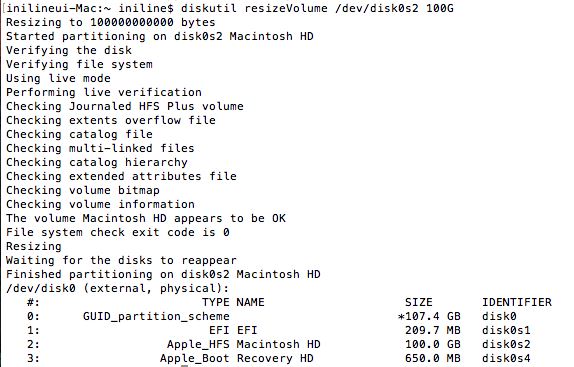 inilineui-Mac:~ iniline$ diskutil resizeVolume /dev/disk0s2 100G
Resizing to 100000000000 bytes
Started partitioning on disk0s2 Macintosh HD
Verifying the disk
Verifying file system
Using live mode
Performing live verification
Checking Journaled HFS Plus volume
Checking extents overflow file
Checking catalog file
Checking multi-linked files
Checking catalog hierarchy
Checking extended attributes file
Checking volume bitmap
Checking volume information
The volume Macintosh HD appears to be OK
File system check exit code is 0
Resizing
Waiting for the disks to reappear
Finished partitioning on disk0s2 Macintosh HD
/dev/disk0 (external, physical):
#: TYPE NAME SIZE IDENTIFIER
0: GUID_partition_scheme *107.4 GB disk0
1: EFI EFI 209.7 MB disk0s1
2: Apple_HFS Macintosh HD 100.0 GB disk0s2
3: Apple_Boot Recovery HD 650.0 MB disk0s4